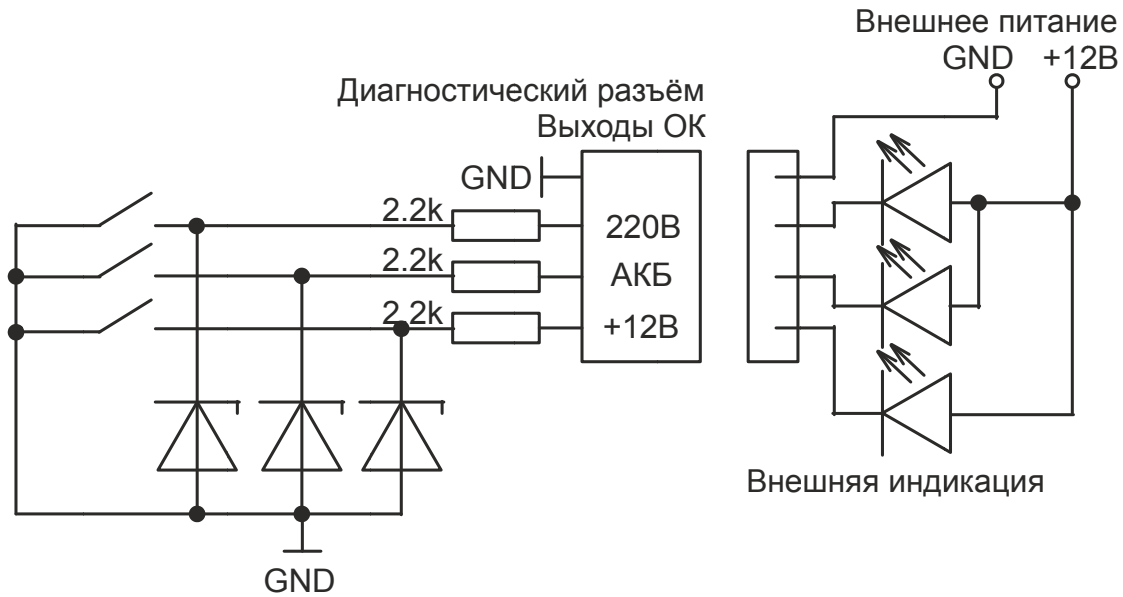 Внешнее питание
GND +12В
Диагностический разъём
Выходы ОК
GND
2.2k
220В
2.2k
АКБ
2.2k
+12В
Внешняя индикация
GND